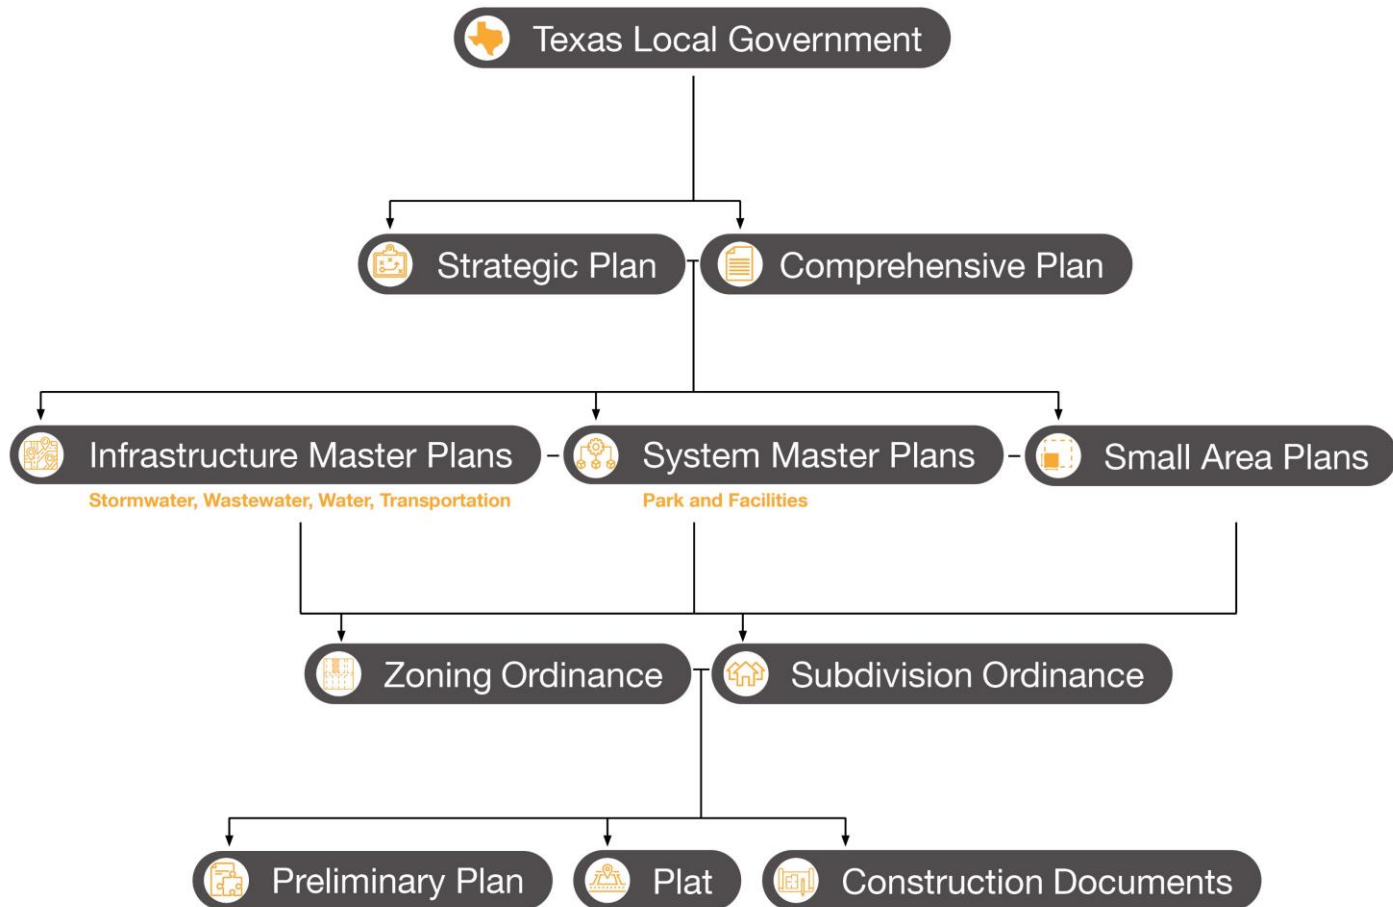 Texas Local Government
Strategic Plan
Comprehensive Plan
Infrastructure Master Plans
System Master Plans
Small Area Plans
Stormwater, Wastewater, Water, Transportation
Park and Facilities
Zoning Ordinance
Subdivision Ordinance
Preliminary Plan
Plat
Construction Documents